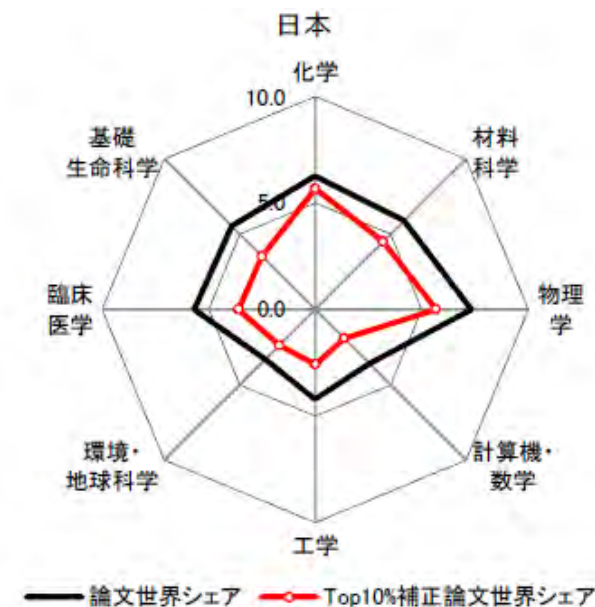 日本
化学
10.0
基礎
生命科学
材料
科学
5.0
臨床
医学
0.0
物理
学
環境・
地球科学
計算機・
数学
工学
論文世界シェア
Top10%補正論文世界シェア